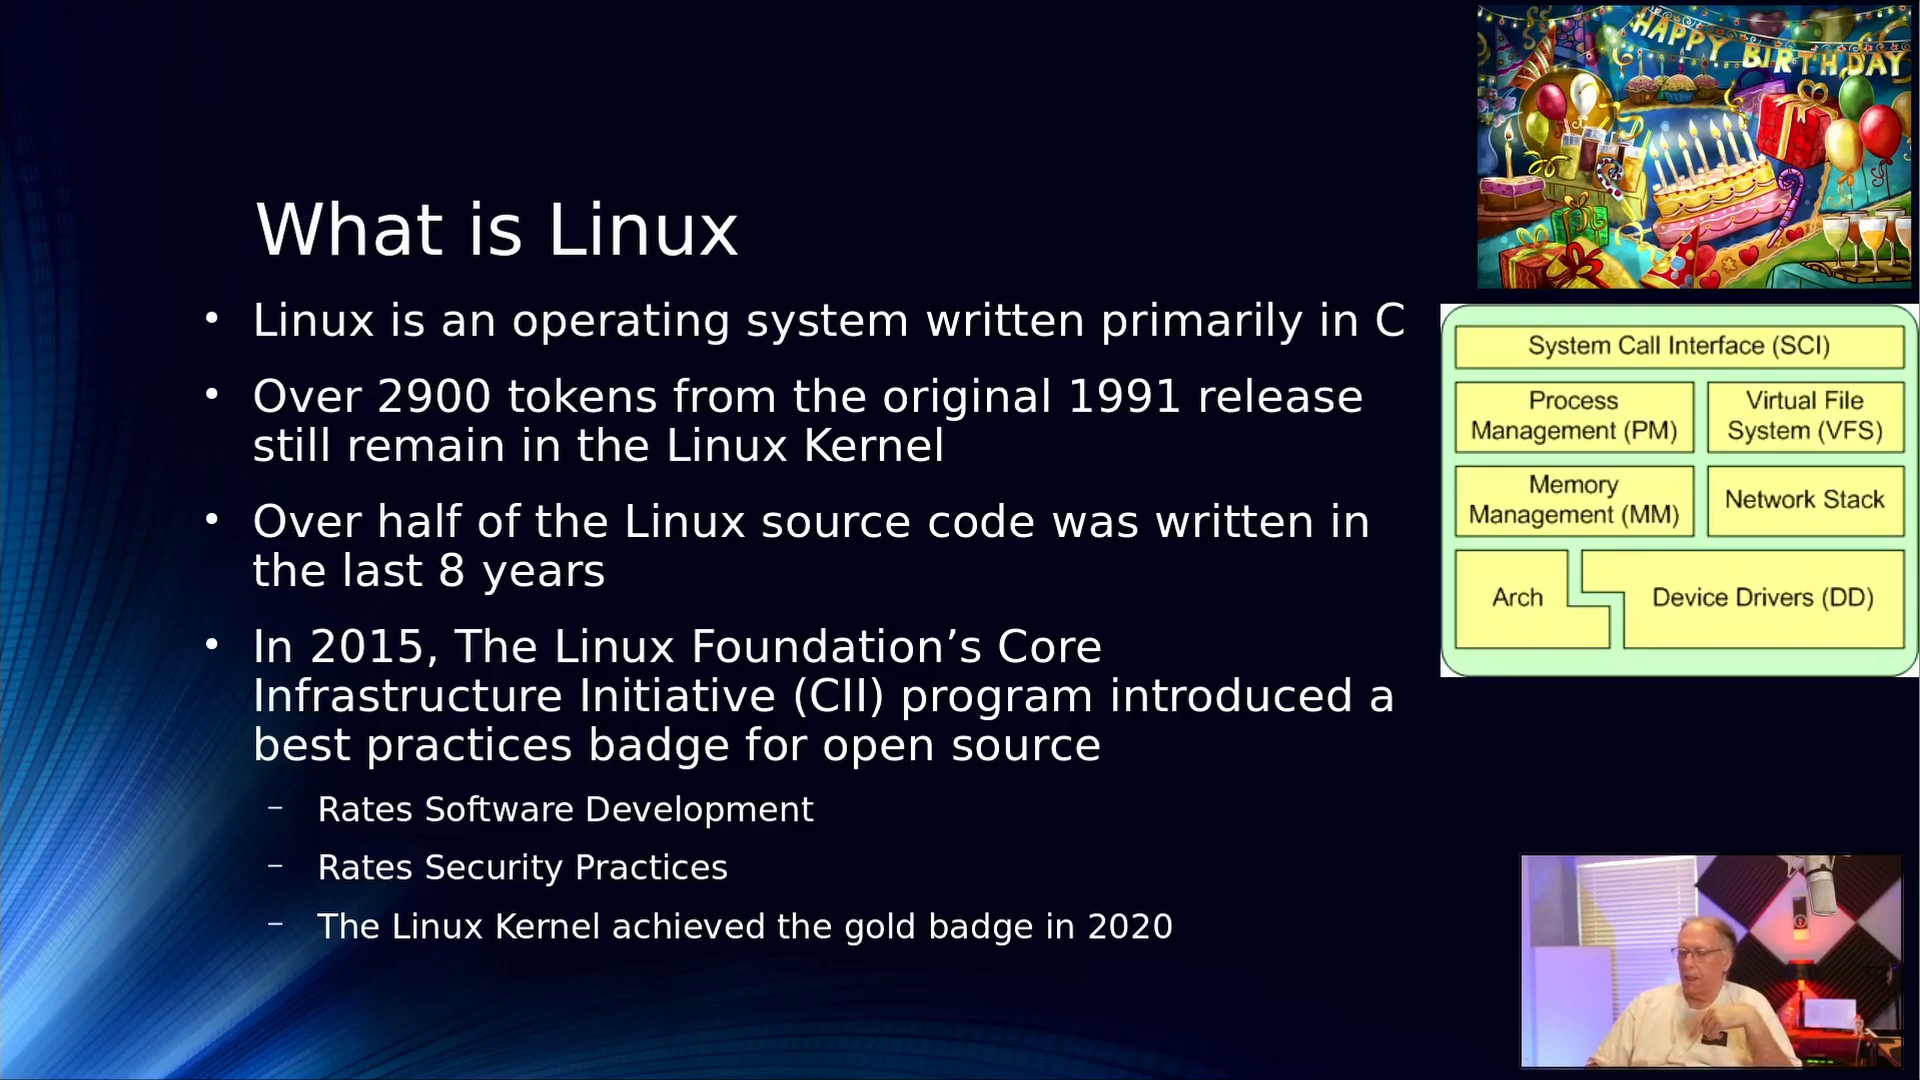 What is Linux
• Linux is an operating system written primarily in C
• Over 2900 tokens from the original 1991 release
still remain in the Linux Kernel
• Over half of the Linux source code was written in
the last 8 years
• In 2015, The Linux Foundation’s Core
Infrastructure Initiative (CII) program introduced a
best practices badge for open source
– Rates Software Development
– Rates Security Practices
– The Linux Kernel achieved the gold badge in 2020
HAPPY BIRTHDAY
System Call Interface (SCI)
Process
Management (PM)
Virtual File
System (VFS)
Memory
Management (MM)
Network Stack
Arch
Device Drivers (DD)